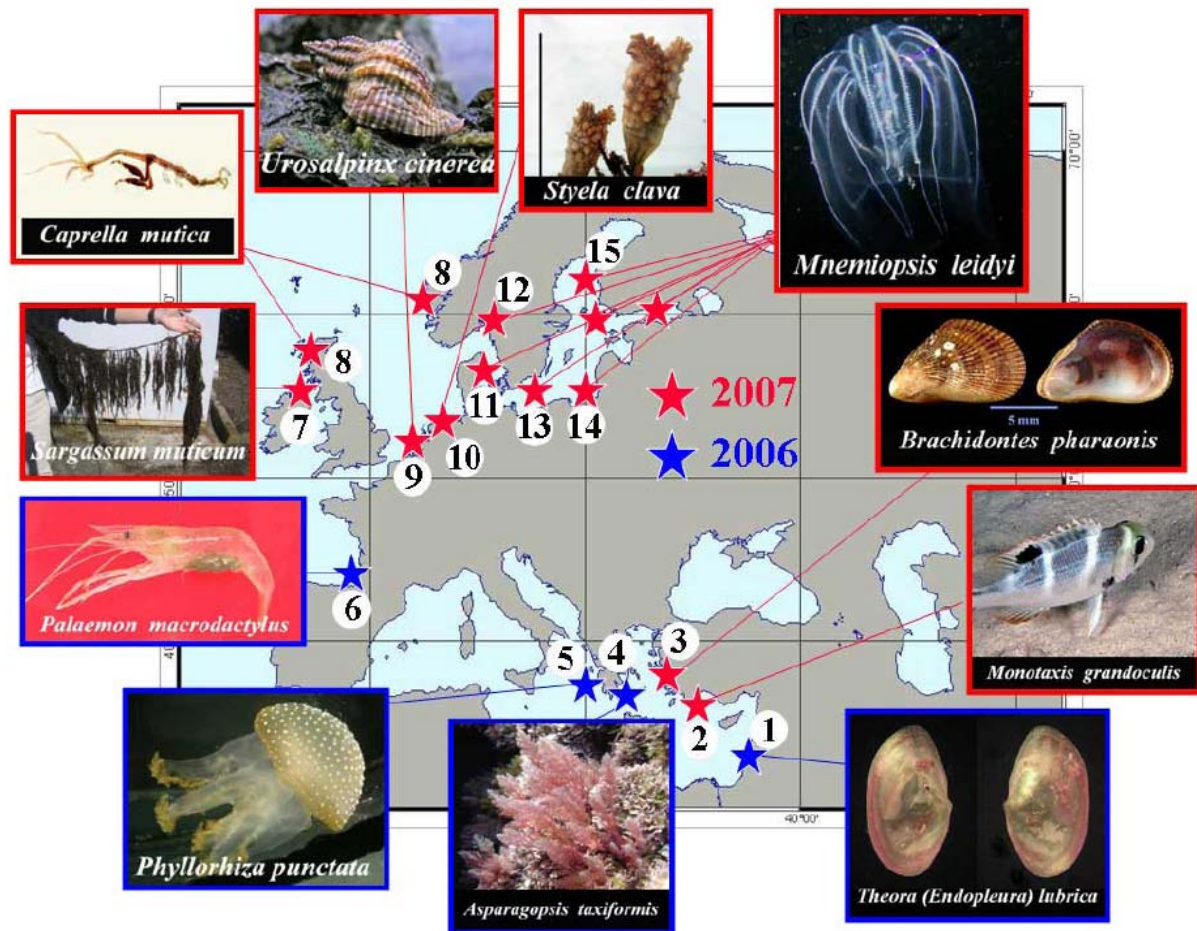 G
Urosalpinx cinerea
Styela clava
Mnemiopsis leidyi
Caprella mutica
70°00'
Sargassum muticum
8
12
15
8
7
9
10
11
13
14
2007
2006
Brachidontes pharaonis
5 mm
Palaemon macrodactylus
6
Monotaxis grandoculis
5
4
3
2
1
40°00'
Phyllorhiza punctata
Asparagopsis taxiformis
Theora (Endopleura) lubrica